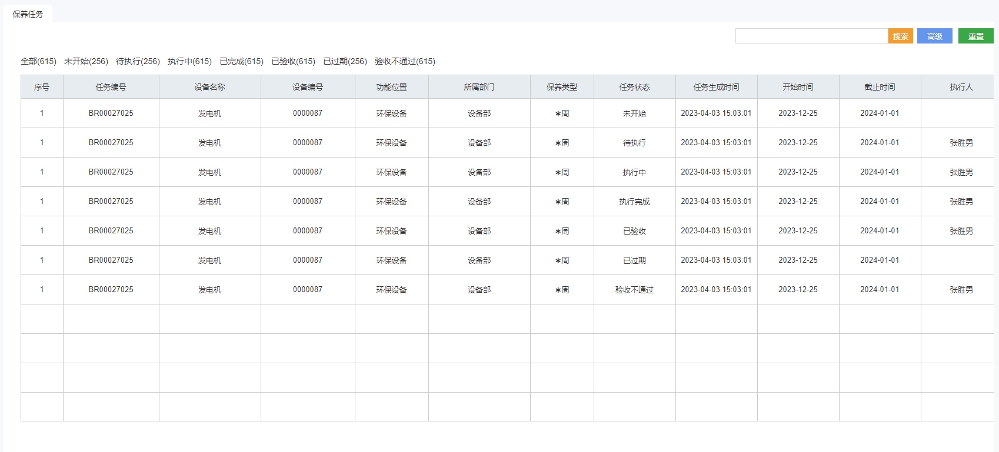 保养任务
搜索 高级 重置
全部(615) 未开始(256) 待执行(256) 执行中(615) 已完成(615) 已验收(615) 已过期(256) 验收不通过(615)
序号 任务编号 设备名称 设备编号 功能位置 所属部门 保养类型 任务状态 任务生成时间 开始时间 截止时间 执行人
1 BR00027025 发电机 0000087 环保设备 设备部 *周 未开始 2023-04-03 15:03:01 2023-12-25 2024-01-01
1 BR00027025 发电机 0000087 环保设备 设备部 *周 待执行 2023-04-03 15:03:01 2023-12-25 2024-01-01 张胜男
1 BR00027025 发电机 0000087 环保设备 设备部 *周 执行中 2023-04-03 15:03:01 2023-12-25 2024-01-01 张胜男
1 BR00027025 发电机 0000087 环保设备 设备部 *周 执行完成 2023-04-03 15:03:01 2023-12-25 2024-01-01 张胜男
1 BR00027025 发电机 0000087 环保设备 设备部 *周 已验收 2023-04-03 15:03:01 2023-12-25 2024-01-01 张胜男
1 BR00027025 发电机 0000087 环保设备 设备部 *周 已过期 2023-04-03 15:03:01 2023-12-25 2024-01-01
1 BR00027025 发电机 0000087 环保设备 设备部 *周 验收不通过 2023-04-03 15:03:01 2023-12-25 2024-01-01 张胜男